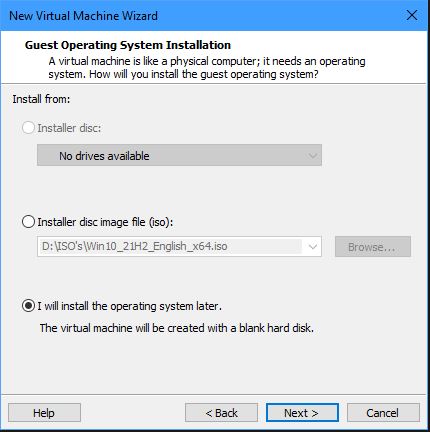 New Virtual Machine Wizard
Guest Operating System Installation
A virtual machine is like a physical computer; it needs an operating
system. How will you install the guest operating system?
Install from:
Installer disc:
No drives available
Installer disc image file (iso):
D:\ISO's\Win10_21H2_English_x64.iso
Browse...
I will install the operating system later.
The virtual machine will be created with a blank hard disk.
Help
< Back
Next >
Cancel